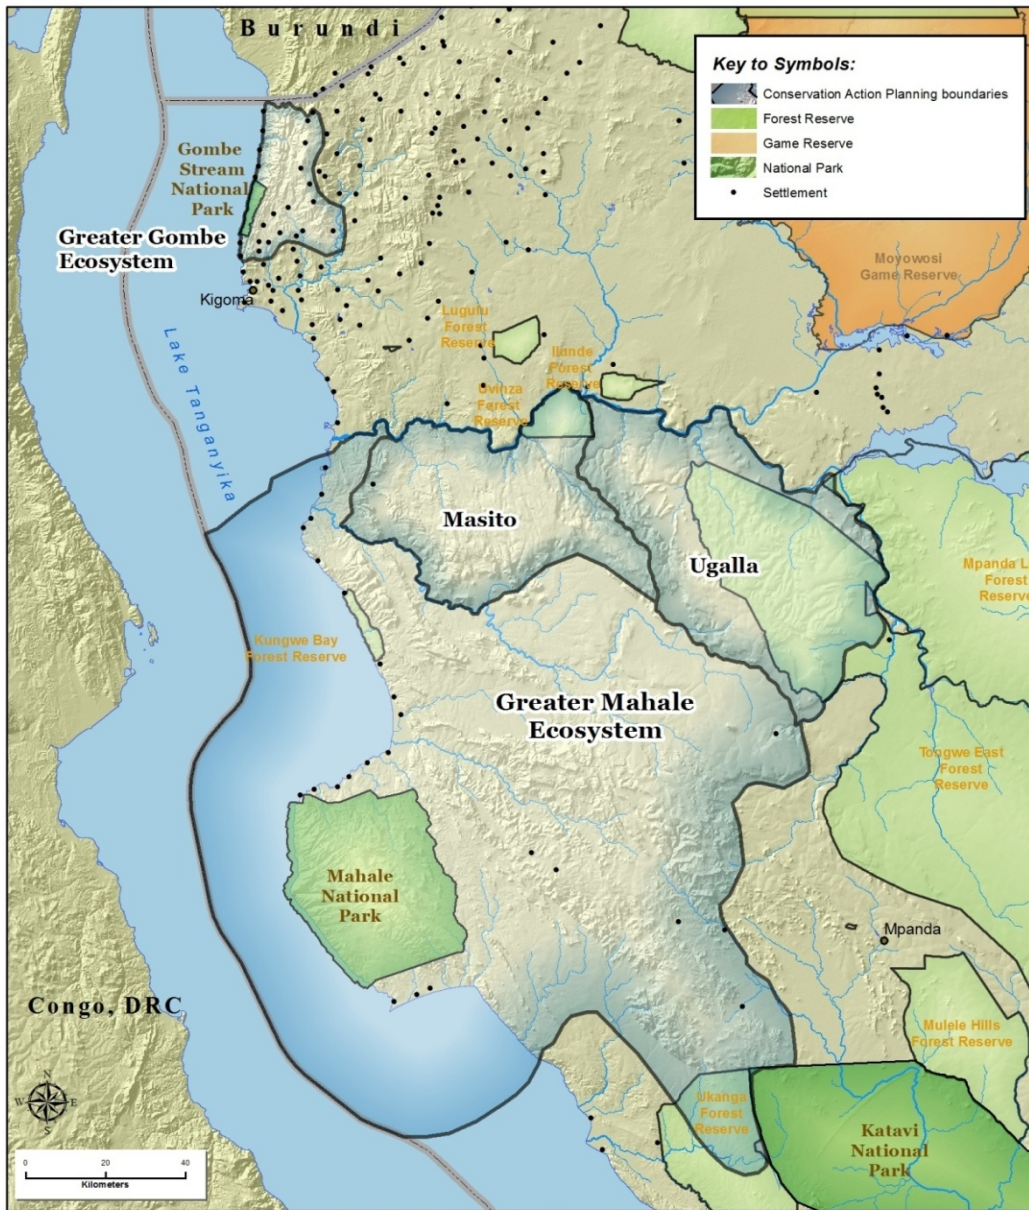 Burundi
Key to Symbols:
Conservation Action Planning boundaries
Forest Reserve
Game Reserve
National Park
Settlement
Gombe
Stream
National
Park
Greater Gombe
Ecosystem
Kigoma
Moyowosi
Game Reserve
Lugufu
Forest
Reserve
Ilunde
Forest
Reserve
Uvinza
Forest
Reserve
Lake Tanganyika
Masito
Ugalla
Mpanda L
Forest
Reserve
Kungwe Bay
Forest Reserve
Greater Mahale
Ecosystem
Tongwe East
Forest
Reserve
Mahale
National
Park
Mpanda
Congo, DRC
Mulele Hills
Forest Reserve
Ukanga
Forest
Reserve
Katavi
National
Park
N
W
E
S
0 20 40
Kilometers